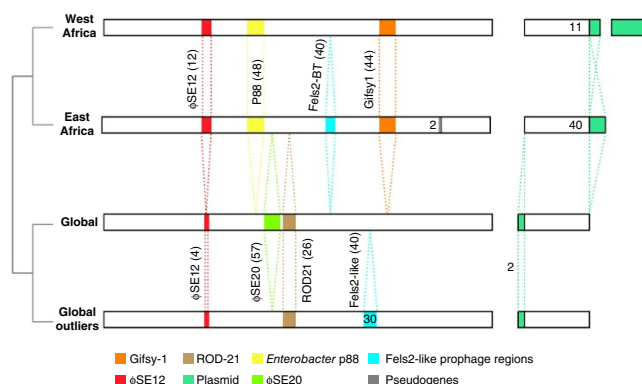 West
Africa
11
ϕSE12 (12)
P88 (48)
Fels2-BT (40)
Gifsy1 (44)
East
Africa
2
40
Global
ϕSE12 (4)
ϕSE20 (57)
ROD21 (26)
Fels2-like (40)
2
Global
outliers
30
Gifsy-1
ROD-21
Enterobacter p88
Fels2-like prophage regions
ϕSE12
Plasmid
ϕSE20
Pseudogenes